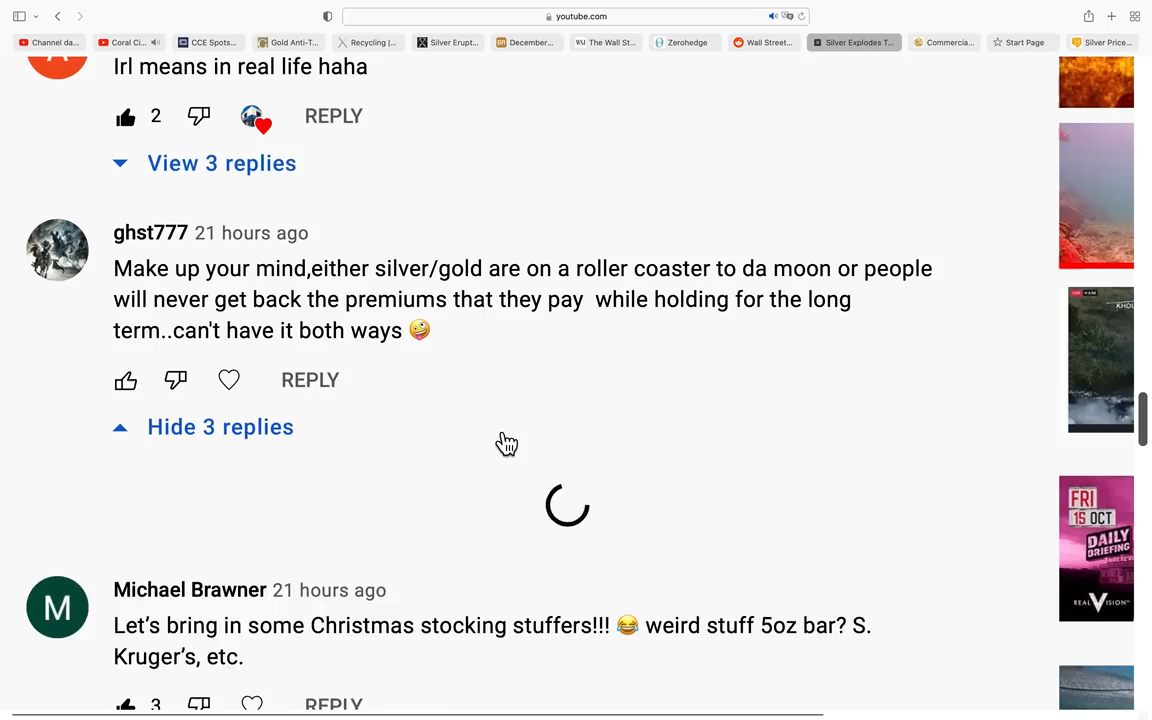 youtube.com
Channel da...
Coral Ci...
CCE Spots...
Gold Anti-T...
Recycling |...
Silver Erupt...
December...
The Wall St...
Zerohedge
Wall Street...
Silver Explodes T...
Commercia...
Start Page
Silver Price...
Irl means in real life haha
2
REPLY
View 3 replies
ghst777 21 hours ago
Make up your mind,either silver/gold are on a roller coaster to da moon or people
will never get back the premiums that they pay while holding for the long
term..can't have it both ways 🤪
REPLY
Hide 3 replies
Michael Brawner 21 hours ago
Let’s bring in some Christmas stocking stuffers!!! 😂 weird stuff 5oz bar? S.
Kruger’s, etc.
3
REPLY
FRI
15 OCT
DAILY
BRIEFING
REAL VISION
M